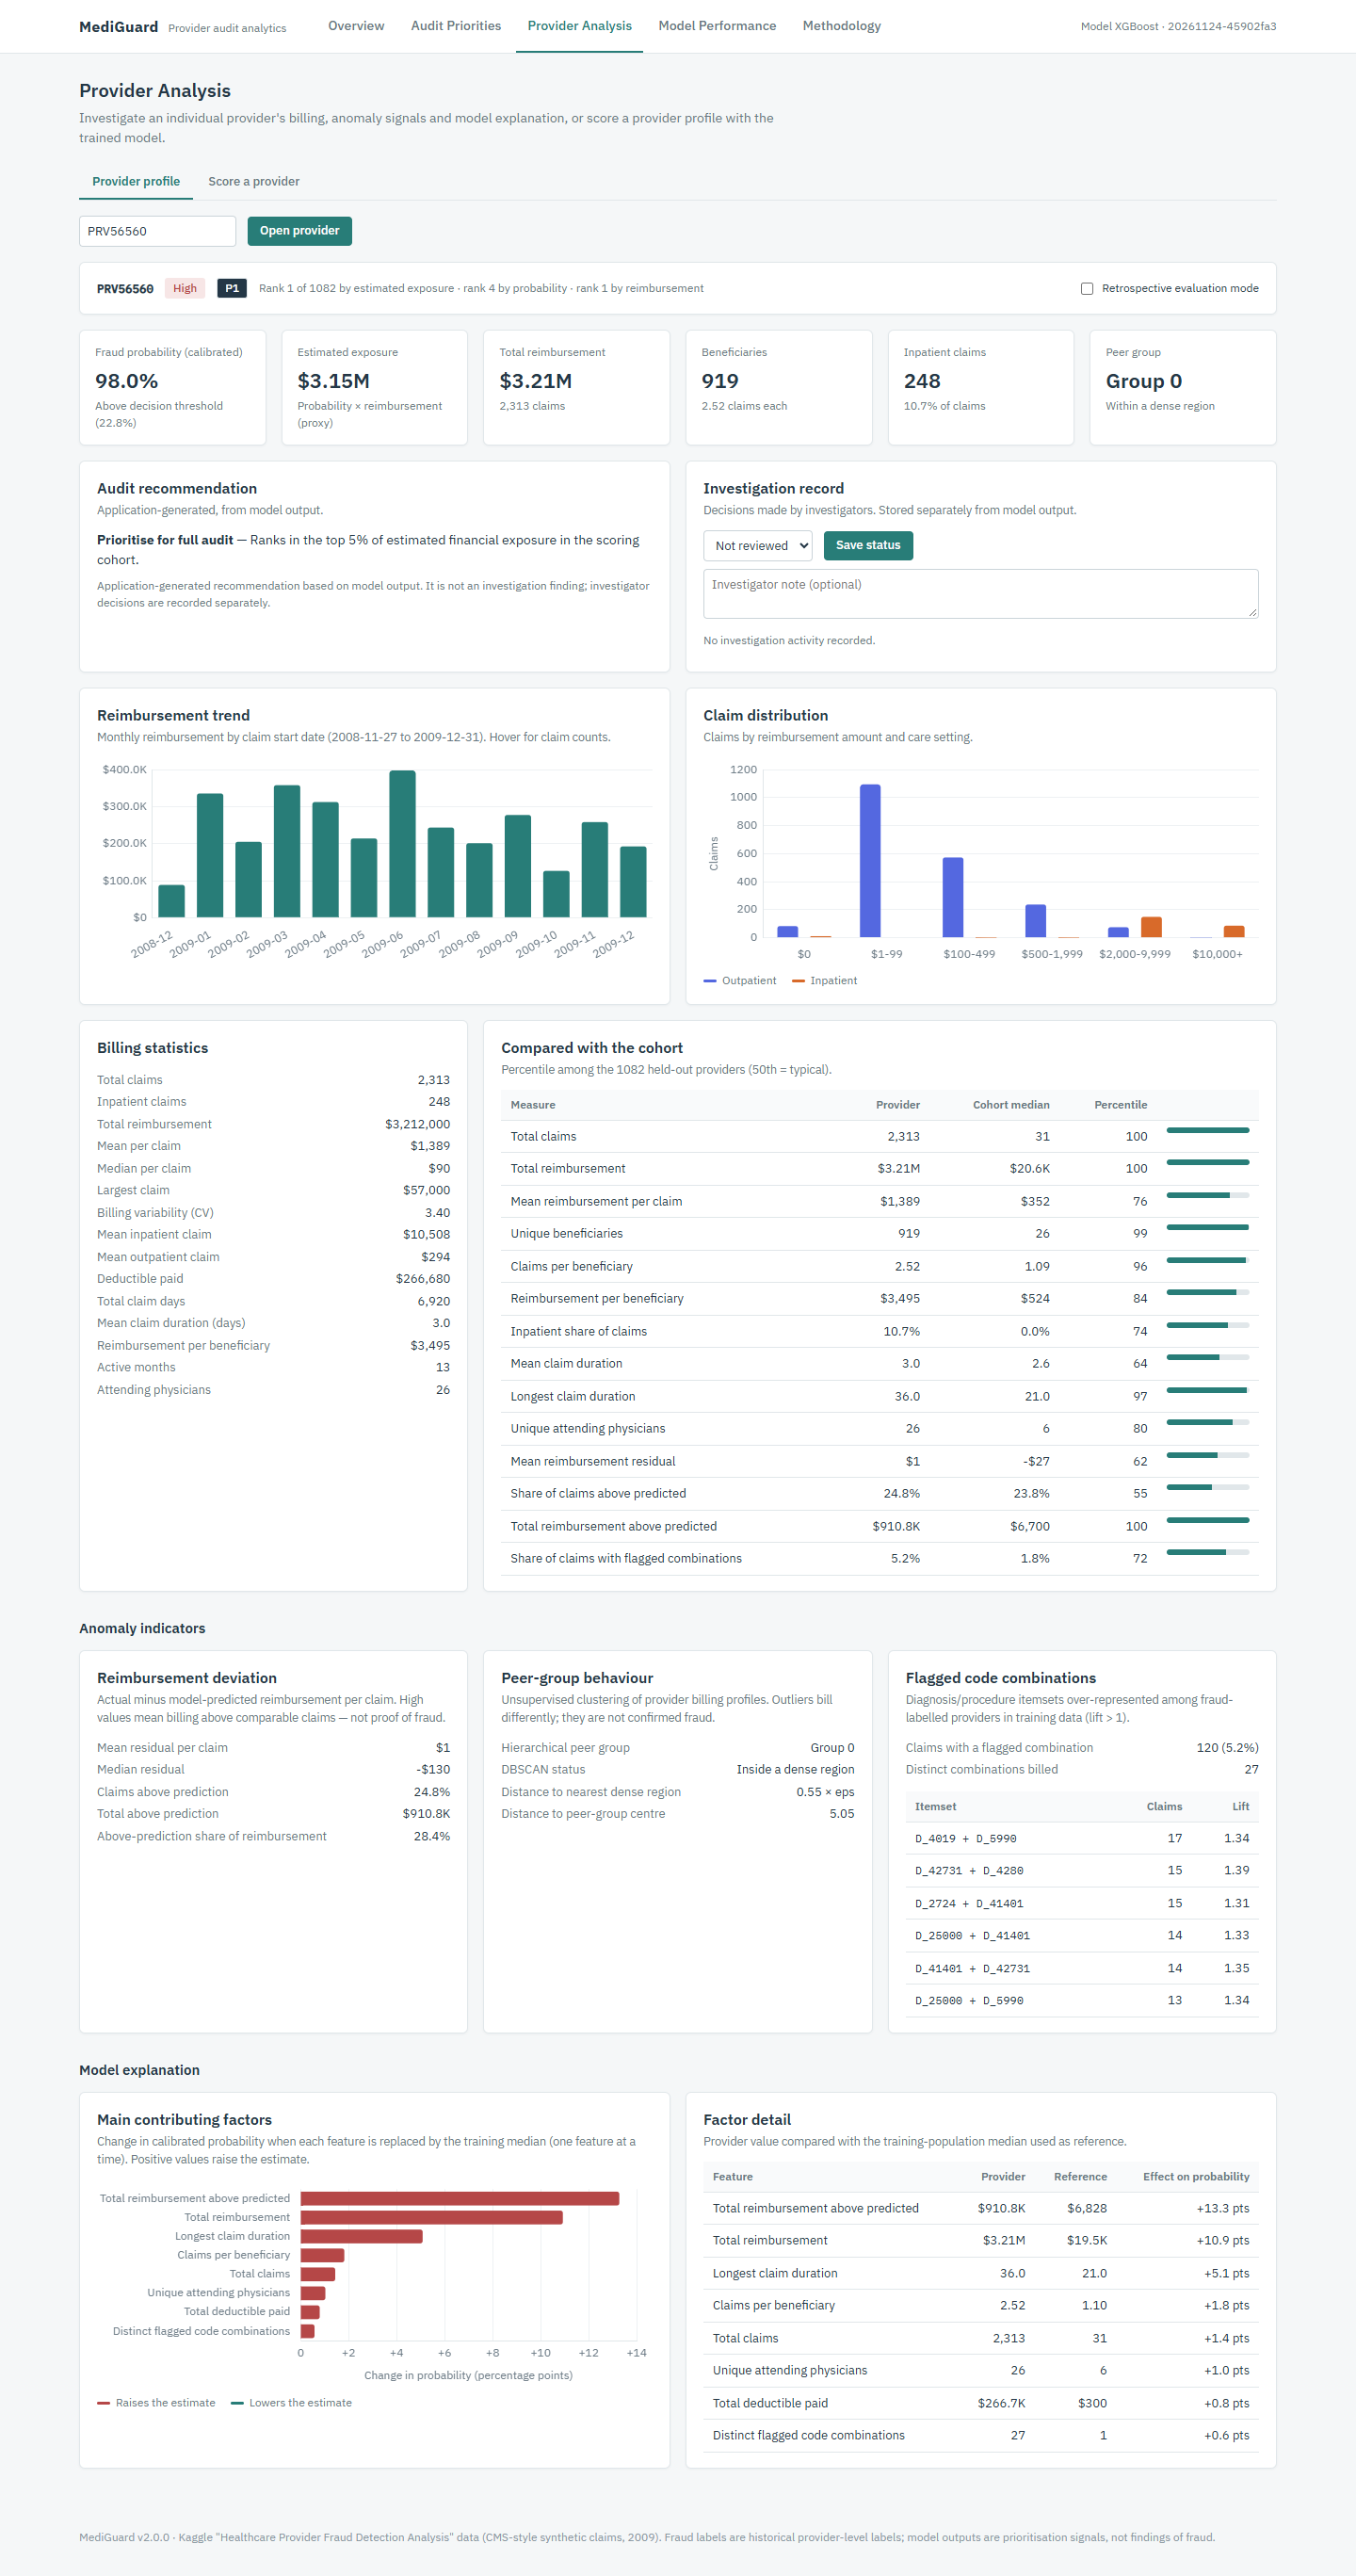 MediGuard Provider audit analytics Overview Audit Priorities Provider Analysis Model Performance Methodology Model XGBoost · 20261124-45902fa3
Provider Analysis
Investigate an individual provider's billing, anomaly signals and model explanation, or score a provider profile with the
trained model.
Provider profile Score a provider
PRV56560 Open provider
PRV56560 High P1 Rank 1 of 1082 by estimated exposure · rank 4 by probability · rank 1 by reimbursement Retrospective evaluation mode
Fraud probability (calibrated)
98.0%
Above decision threshold
(22.8%)
Estimated exposure
$3.15M
Probability × reimbursement
(proxy)
Total reimbursement
$3.21M
2,313 claims
Beneficiaries
919
2.52 claims each
Inpatient claims
248
10.7% of claims
Peer group
Group 0
Within a dense region
Audit recommendation
Application-generated, from model output.
Prioritise for full audit — Ranks in the top 5% of estimated financial exposure in the scoring
cohort.
Application-generated recommendation based on model output. It is not an investigation finding; investigator
decisions are recorded separately.
Investigation record
Decisions made by investigators. Stored separately from model output.
Not reviewed Save status
Investigator note (optional)
No investigation activity recorded.
Reimbursement trend
Monthly reimbursement by claim start date (2008-11-27 to 2009-12-31). Hover for claim counts.
$400.0K
$300.0K
$200.0K
$100.0K
$0
2008-12 2009-01 2009-02 2009-03 2009-04 2009-05 2009-06 2009-07 2009-08 2009-09 2009-10 2009-11 2009-12
Claim distribution
Claims by reimbursement amount and care setting.
Claims
1200
1000
800
600
400
200
0
$0 $1-99 $100-499 $500-1,999 $2,000-9,999 $10,000+
Outpatient Inpatient
Billing statistics
Total claims 2,313
Inpatient claims 248
Total reimbursement $3,212,000
Mean per claim $1,389
Median per claim $90
Largest claim $57,000
Billing variability (CV) 3.40
Mean inpatient claim $10,508
Mean outpatient claim $294
Deductible paid $266,680
Total claim days 6,920
Mean claim duration (days) 3.0
Reimbursement per beneficiary $3,495
Active months 13
Attending physicians 26
Compared with the cohort
Percentile among the 1082 held-out providers (50th = typical).
Measure Provider Cohort median Percentile
Total claims 2,313 31 100
Total reimbursement $3.21M $20.6K 100
Mean reimbursement per claim $1,389 $352 76
Unique beneficiaries 919 26 99
Claims per beneficiary 2.52 1.09 96
Reimbursement per beneficiary $3,495 $524 84
Inpatient share of claims 10.7% 0.0% 74
Mean claim duration 3.0 2.6 64
Longest claim duration 36.0 21.0 97
Unique attending physicians 26 6 80
Mean reimbursement residual $1 -$27 62
Share of claims above predicted 24.8% 23.8% 55
Total reimbursement above predicted $910.8K $6,700 100
Share of claims with flagged combinations 5.2% 1.8% 72
Anomaly indicators
Reimbursement deviation
Actual minus model-predicted reimbursement per claim. High
values mean billing above comparable claims — not proof of fraud.
Mean residual per claim $1
Median residual -$130
Claims above prediction 24.8%
Total above prediction $910.8K
Above-prediction share of reimbursement 28.4%
Peer-group behaviour
Unsupervised clustering of provider billing profiles. Outliers bill
differently; they are not confirmed fraud.
Hierarchical peer group Group 0
DBSCAN status Inside a dense region
Distance to nearest dense region 0.55 × eps
Distance to peer-group centre 5.05
Flagged code combinations
Diagnosis/procedure itemsets over-represented among fraud-
labelled providers in training data (lift > 1).
Claims with a flagged combination 120 (5.2%)
Distinct combinations billed 27
Itemset Claims Lift
D_4019 + D_5990 17 1.34
D_42731 + D_4280 15 1.39
D_2724 + D_41401 15 1.31
D_25000 + D_41401 14 1.33
D_41401 + D_42731 14 1.35
D_25000 + D_5990 13 1.34
Model explanation
Main contributing factors
Change in calibrated probability when each feature is replaced by the training median (one feature at a
time). Positive values raise the estimate.
Total reimbursement above predicted
Total reimbursement
Longest claim duration
Claims per beneficiary
Total claims
Unique attending physicians
Total deductible paid
Distinct flagged code combinations
0 +2 +4 +6 +8 +10 +12 +14
Change in probability (percentage points)
Raises the estimate Lowers the estimate
Factor detail
Provider value compared with the training-population median used as reference.
Feature Provider Reference Effect on probability
Total reimbursement above predicted $910.8K $6,828 +13.3 pts
Total reimbursement $3.21M $19.5K +10.9 pts
Longest claim duration 36.0 21.0 +5.1 pts
Claims per beneficiary 2.52 1.10 +1.8 pts
Total claims 2,313 31 +1.4 pts
Unique attending physicians 26 6 +1.0 pts
Total deductible paid $266.7K $300 +0.8 pts
Distinct flagged code combinations 27 1 +0.6 pts
MediGuard v2.0.0 · Kaggle "Healthcare Provider Fraud Detection Analysis" data (CMS-style synthetic claims, 2009). Fraud labels are historical provider-level labels; model outputs are prioritisation signals, not findings of fraud.